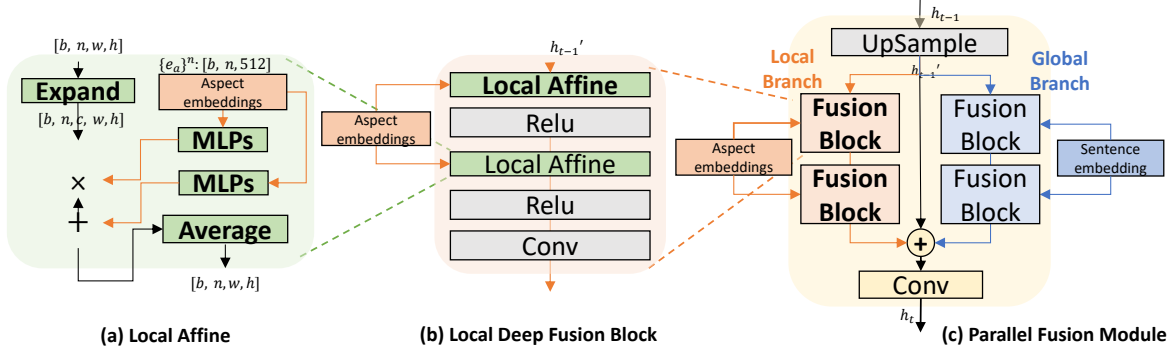 [b, n, w, h]
{e_a}^n: [b, n, 512]
Expand
Aspect
embeddings
[b, n, c, w, h]
MLPs
×
MLPs
+
Average
[b, n, w, h]
(a) Local Affine
h_{t-1}'
Local Affine
Relu
Aspect
embeddings
Local Affine
Relu
Conv
(b) Local Deep Fusion Block
h_{t-1}
UpSample
Local
Branch
h_{t-1}'
Global
Branch
Fusion
Block
Fusion
Block
Aspect
embeddings
Sentence
embedding
Fusion
Block
Fusion
Block
+
Conv
h_t
(c) Parallel Fusion Module